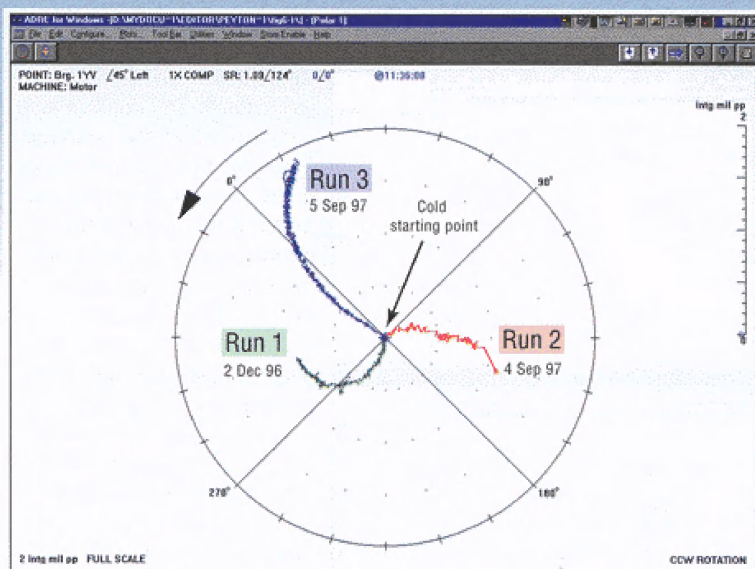 ADRE for Windows
File Edit Configure... Plots... Tool Bar Utilities Window Store Enable Help
POINT: Brg. 1YV ∠45° Left 1X COMP SR: 1.09/124° 0/0° @11:36:08
MACHINE: Motor
intg mil pp
2
0°
90°
Run 3
5 Sep 97
Cold
starting point
Run 1
2 Dec 96
Run 2
4 Sep 97
270°
180°
2 intg mil pp FULL SCALE
CCW ROTATION